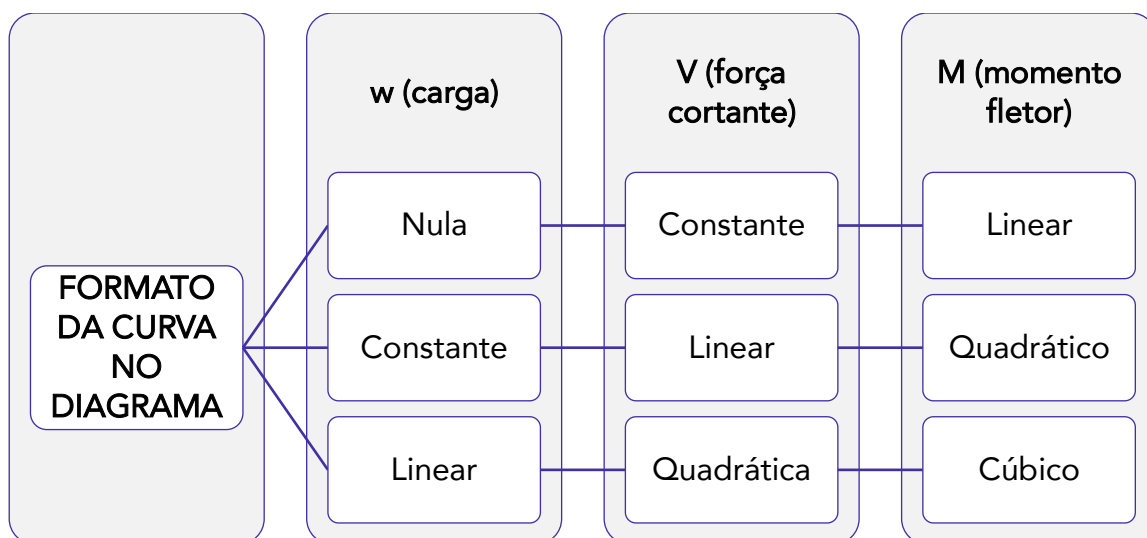 w (carga)
V (força
cortante)
M (momento
fletor)
FORMATO
DA CURVA
NO
DIAGRAMA
Nula
Constante
Linear
Constante
Linear
Quadrático
Linear
Quadrática
Cúbico